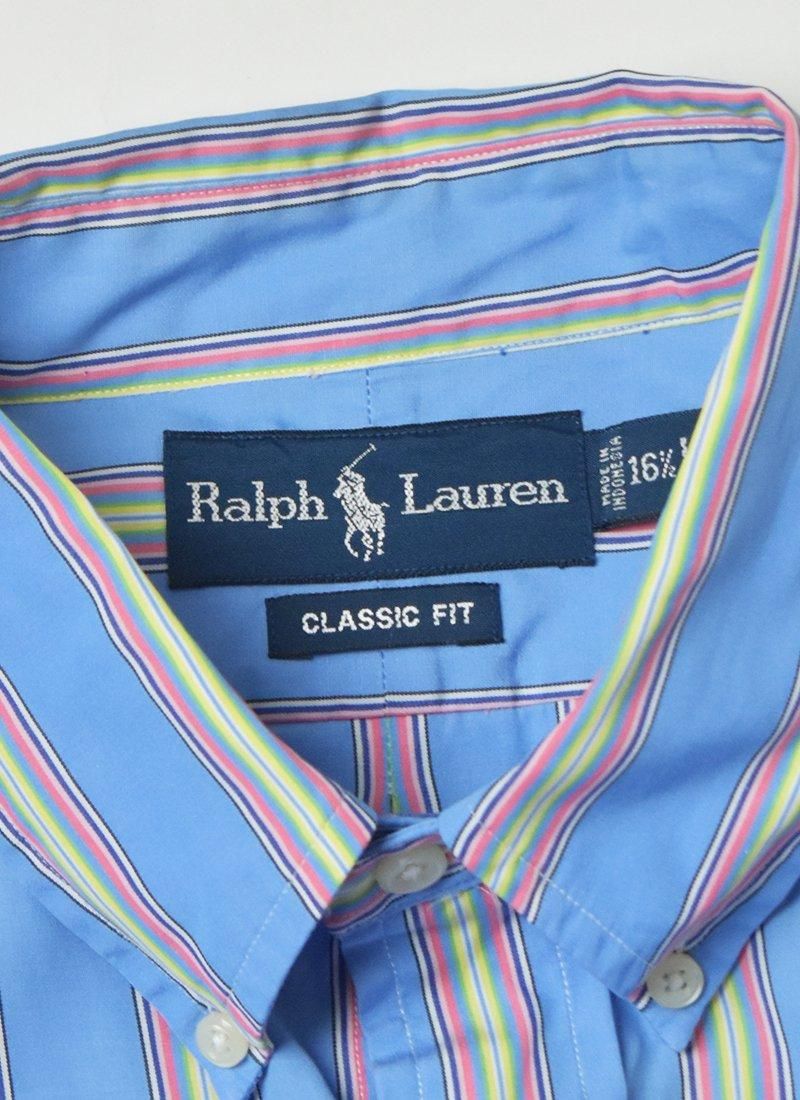 Ralph Lauren
MADE IN
INDONESIA
16½
CLASSIC FIT